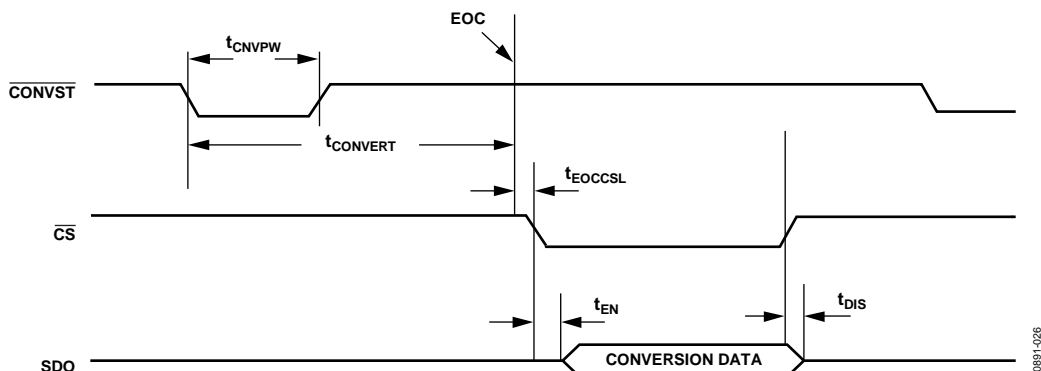 EOC
tCNVPW
CONVST
tCONVERT
tEOCCSL
CS
tEN
tDIS
SDO
CONVERSION DATA
0891-026